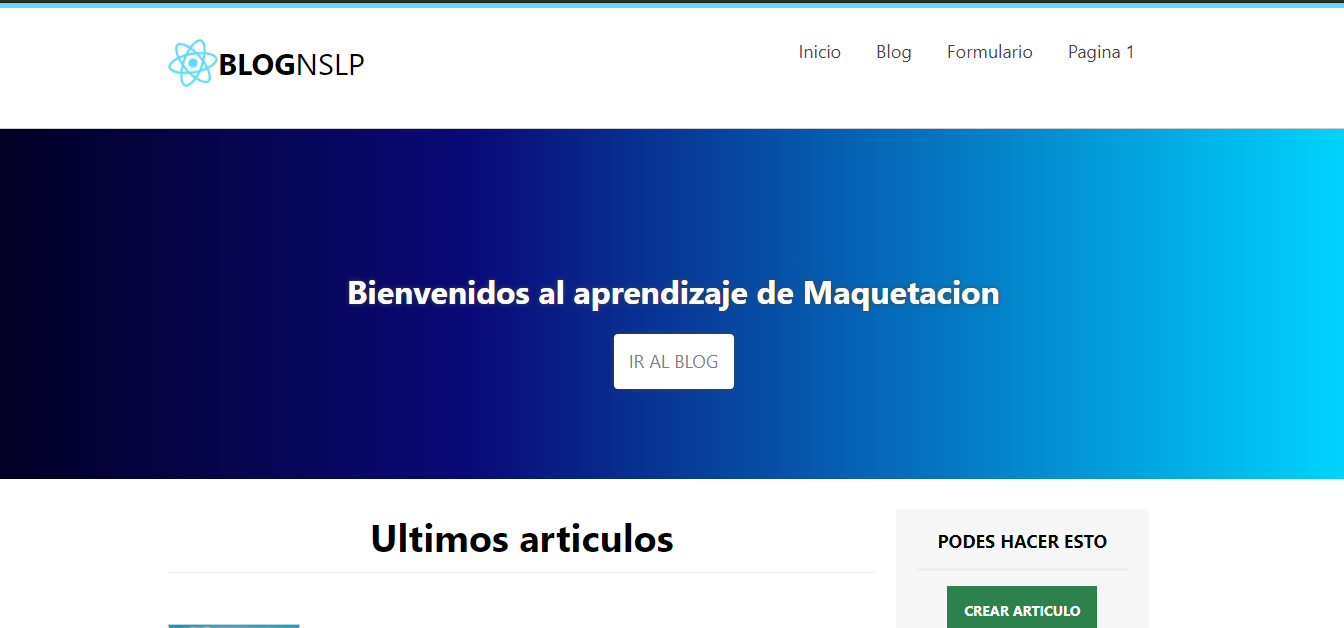 BLOGNSLP
Inicio
Blog
Formulario
Pagina 1
Bienvenidos al aprendizaje de Maquetacion
IR AL BLOG
Ultimos articulos
PODES HACER ESTO
CREAR ARTICULO